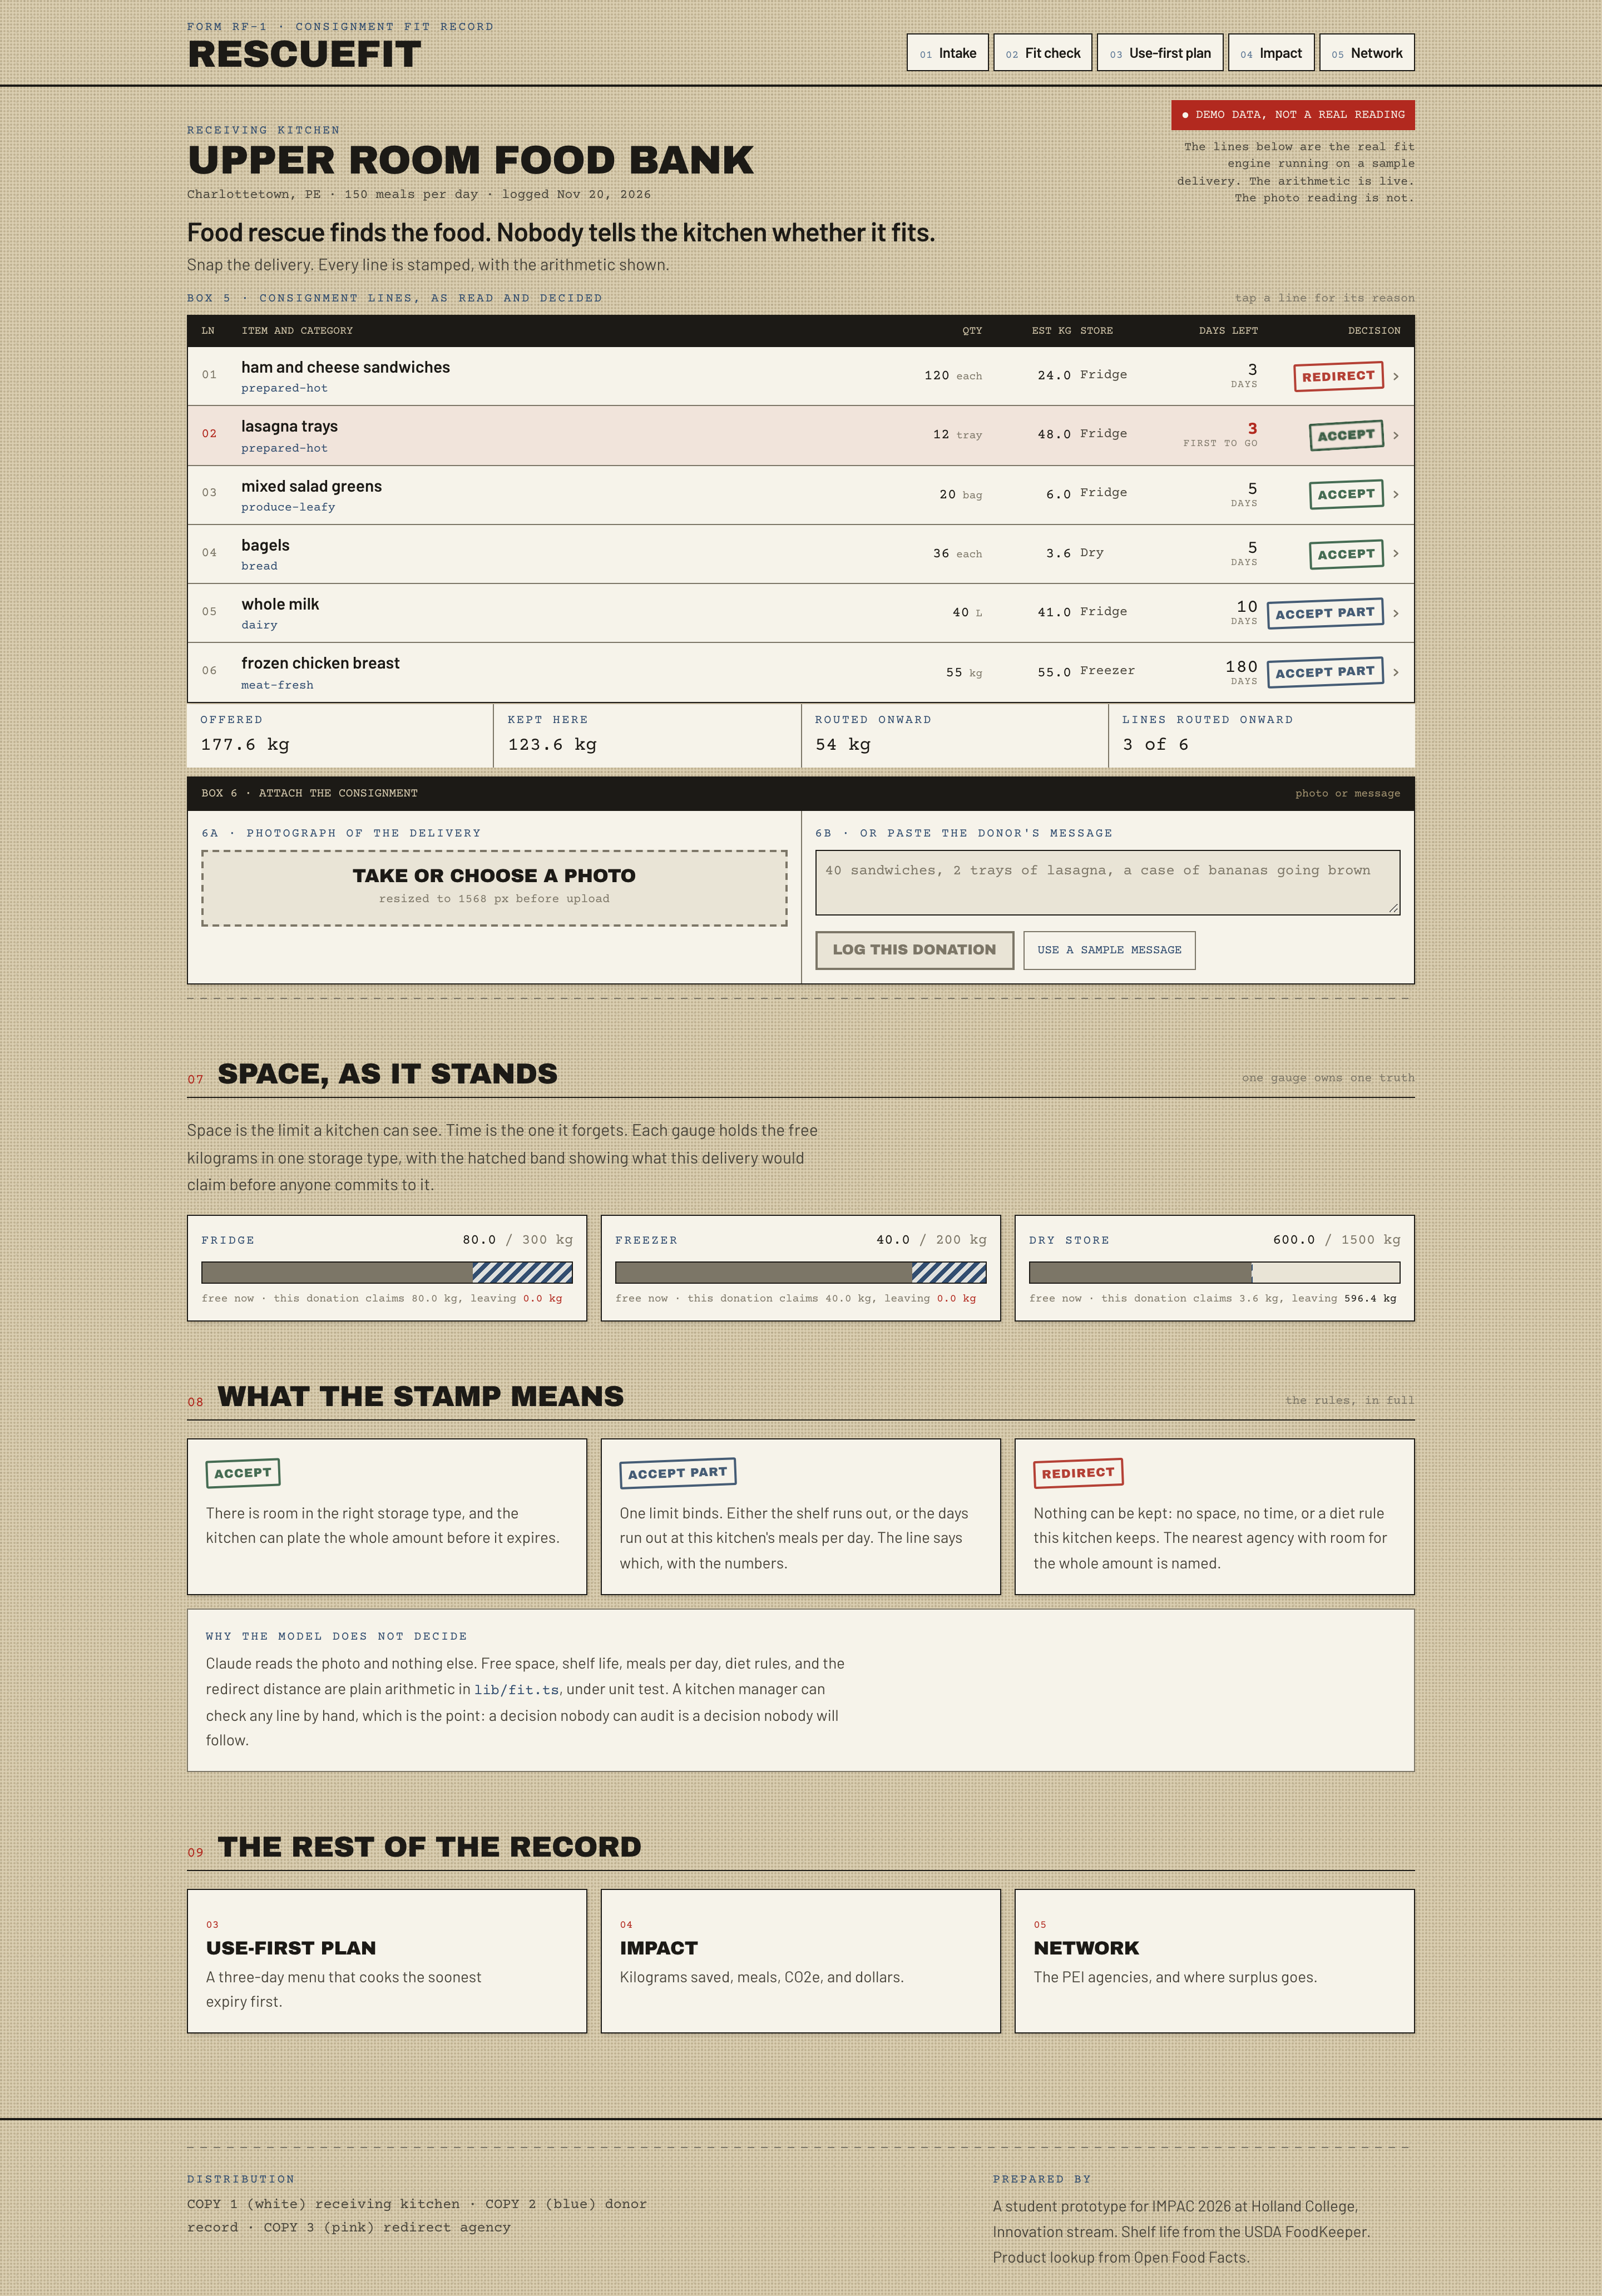 FORM RF-1 · CONSIGNMENT FIT RECORD
RESCUEFIT
01 Intake
02 Fit check
03 Use-first plan
04 Impact
05 Network
● DEMO DATA, NOT A REAL READING
The lines below are the real fit
engine running on a sample
delivery. The arithmetic is live.
The photo reading is not.
RECEIVING KITCHEN
UPPER ROOM FOOD BANK
Charlottetown, PE · 150 meals per day · logged Nov 20, 2026
Food rescue finds the food. Nobody tells the kitchen whether it fits.
Snap the delivery. Every line is stamped, with the arithmetic shown.
BOX 5 · CONSIGNMENT LINES, AS READ AND DECIDED
tap a line for its reason
LN ITEM AND CATEGORY QTY EST KG STORE DAYS LEFT DECISION
01 ham and cheese sandwiches 120 each 24.0 Fridge 3 REDIRECT ›
prepared-hot DAYS
02 lasagna trays 12 tray 48.0 Fridge 3 ACCEPT ›
prepared-hot FIRST TO GO
03 mixed salad greens 20 bag 6.0 Fridge 5 ACCEPT ›
produce-leafy DAYS
04 bagels 36 each 3.6 Dry 5 ACCEPT ›
bread DAYS
05 whole milk 40 L 41.0 Fridge 10 ACCEPT PART ›
dairy DAYS
06 frozen chicken breast 55 kg 55.0 Freezer 180 ACCEPT PART ›
meat-fresh DAYS
OFFERED
177.6 kg
KEPT HERE
123.6 kg
ROUTED ONWARD
54 kg
LINES ROUTED ONWARD
3 of 6
BOX 6 · ATTACH THE CONSIGNMENT
photo or message
6A · PHOTOGRAPH OF THE DELIVERY
TAKE OR CHOOSE A PHOTO
resized to 1568 px before upload
6B · OR PASTE THE DONOR'S MESSAGE
40 sandwiches, 2 trays of lasagna, a case of bananas going brown
LOG THIS DONATION
USE A SAMPLE MESSAGE
07 SPACE, AS IT STANDS
one gauge owns one truth
Space is the limit a kitchen can see. Time is the one it forgets. Each gauge holds the free
kilograms in one storage type, with the hatched band showing what this delivery would
claim before anyone commits to it.
FRIDGE 80.0 / 300 kg
free now · this donation claims 80.0 kg, leaving 0.0 kg
FREEZER 40.0 / 200 kg
free now · this donation claims 40.0 kg, leaving 0.0 kg
DRY STORE 600.0 / 1500 kg
free now · this donation claims 3.6 kg, leaving 596.4 kg
08 WHAT THE STAMP MEANS
the rules, in full
ACCEPT
There is room in the right storage type, and the
kitchen can plate the whole amount before it expires.
ACCEPT PART
One limit binds. Either the shelf runs out, or the days
run out at this kitchen's meals per day. The line says
which, with the numbers.
REDIRECT
Nothing can be kept: no space, no time, or a diet rule
this kitchen keeps. The nearest agency with room for
the whole amount is named.
WHY THE MODEL DOES NOT DECIDE
Claude reads the photo and nothing else. Free space, shelf life, meals per day, diet rules, and the
redirect distance are plain arithmetic in lib/fit.ts, under unit test. A kitchen manager can
check any line by hand, which is the point: a decision nobody can audit is a decision nobody will
follow.
09 THE REST OF THE RECORD
03
USE-FIRST PLAN
A three-day menu that cooks the soonest
expiry first.
04
IMPACT
Kilograms saved, meals, CO2e, and dollars.
05
NETWORK
The PEI agencies, and where surplus goes.
DISTRIBUTION
COPY 1 (white) receiving kitchen · COPY 2 (blue) donor
record · COPY 3 (pink) redirect agency
PREPARED BY
A student prototype for IMPAC 2026 at Holland College,
Innovation stream. Shelf life from the USDA FoodKeeper.
Product lookup from Open Food Facts.